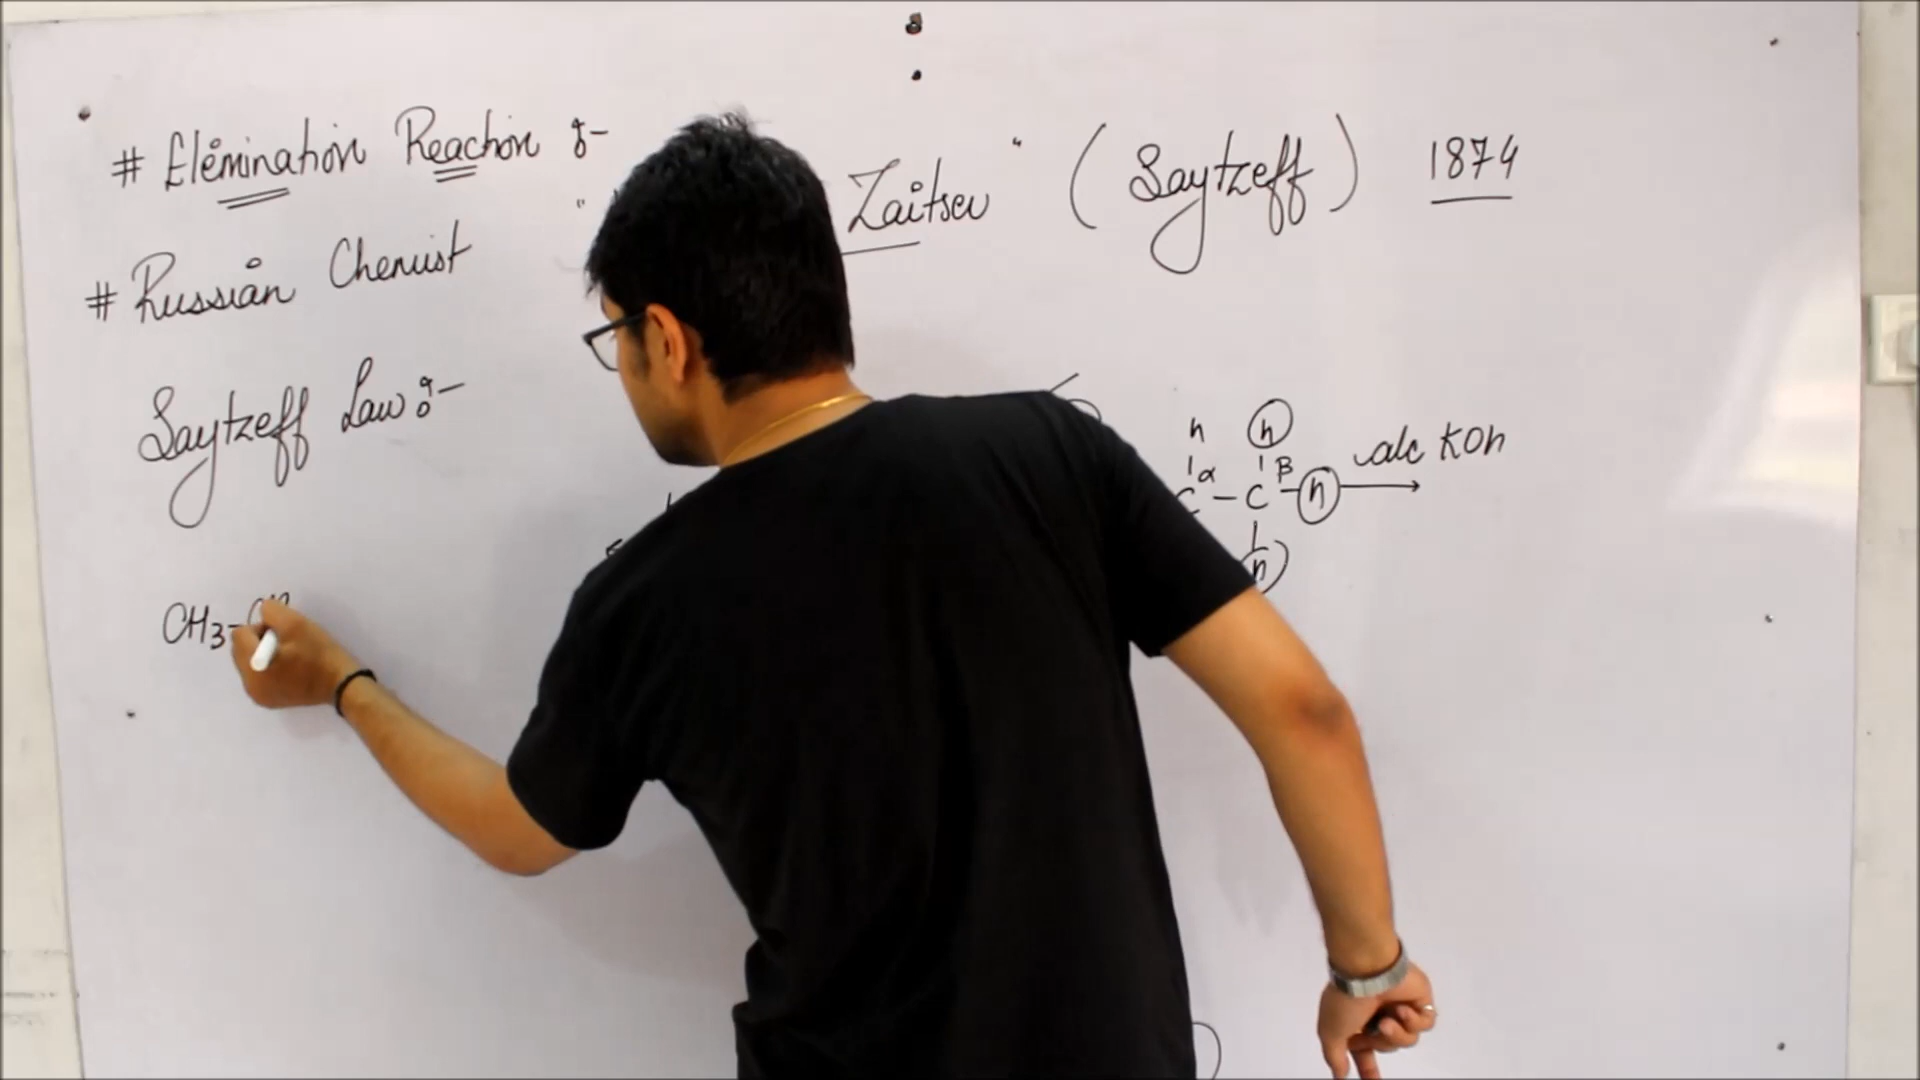 # Elemination Reaction :-
# Russian Chemist " Zaitsev " ( Saytzeff ) 1874
Saytzeff Law :-
H H
α β
C - C - H alc KOH
H
CH3-